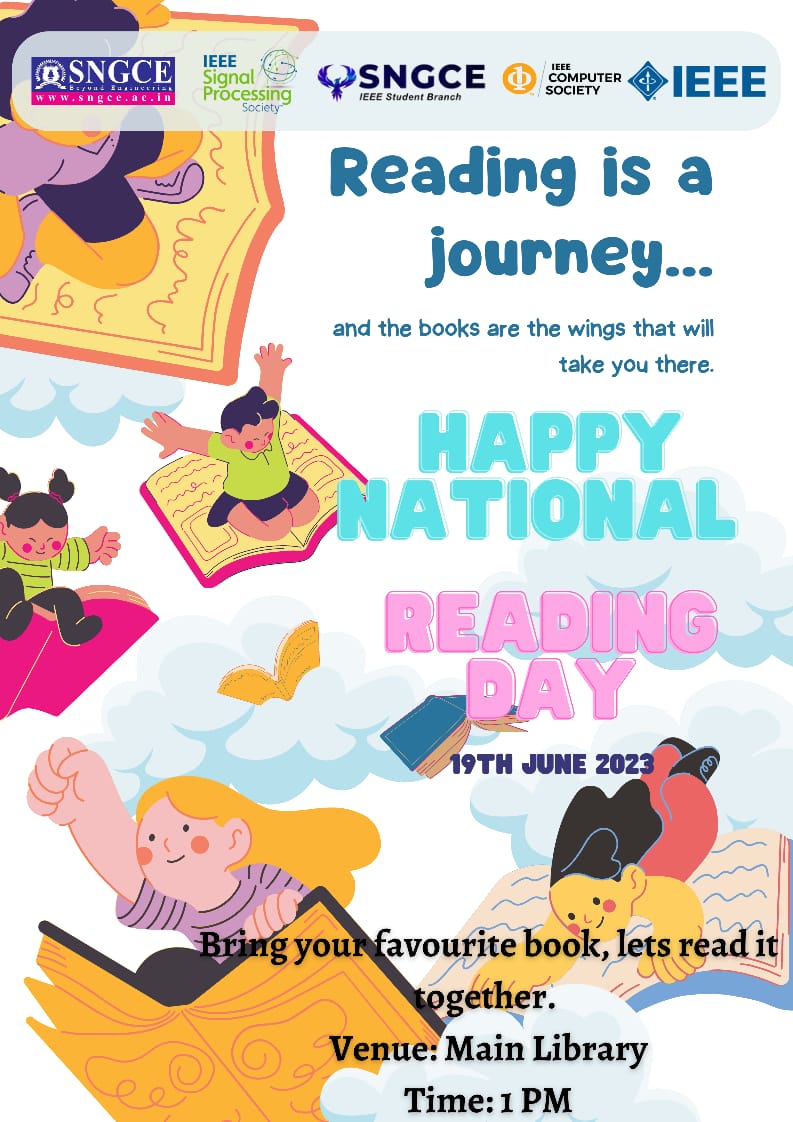 SNGCE
Beyond Engineering
www.sngce.ac.in
IEEE
Signal
Processing
Society
SNGCE
IEEE Student Branch
IEEE
COMPUTER
SOCIETY
IEEE
Reading is a
journey...
and the books are the wings that will
take you there.
HAPPY
NATIONAL
READING
DAY
19TH JUNE 2023
Bring your favourite book, lets read it
together.
Venue: Main Library
Time: 1 PM